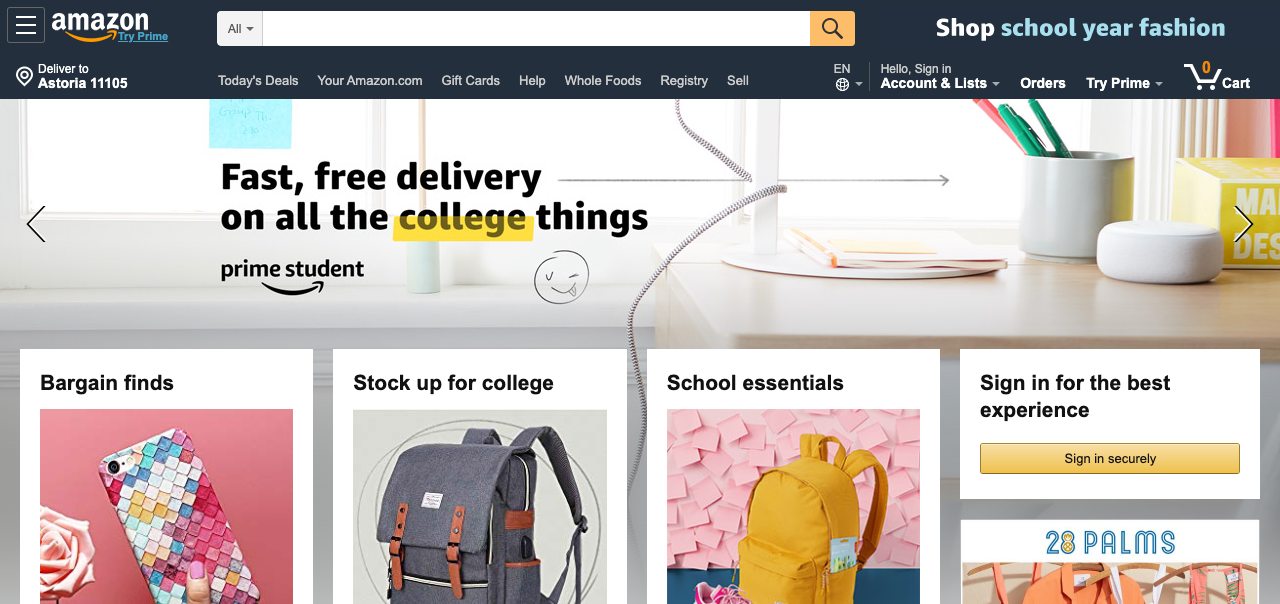 amazon
Try Prime
All
Shop school year fashion
Deliver to
Astoria 11105
Today's Deals
Your Amazon.com
Gift Cards
Help
Whole Foods
Registry
Sell
EN
Hello, Sign in
Account & Lists
Orders
Try Prime
0
Cart
Fast, free delivery
on all the college things
prime student
Bargain finds
Stock up for college
School essentials
Sign in for the best
experience
Sign in securely
28 PALMS